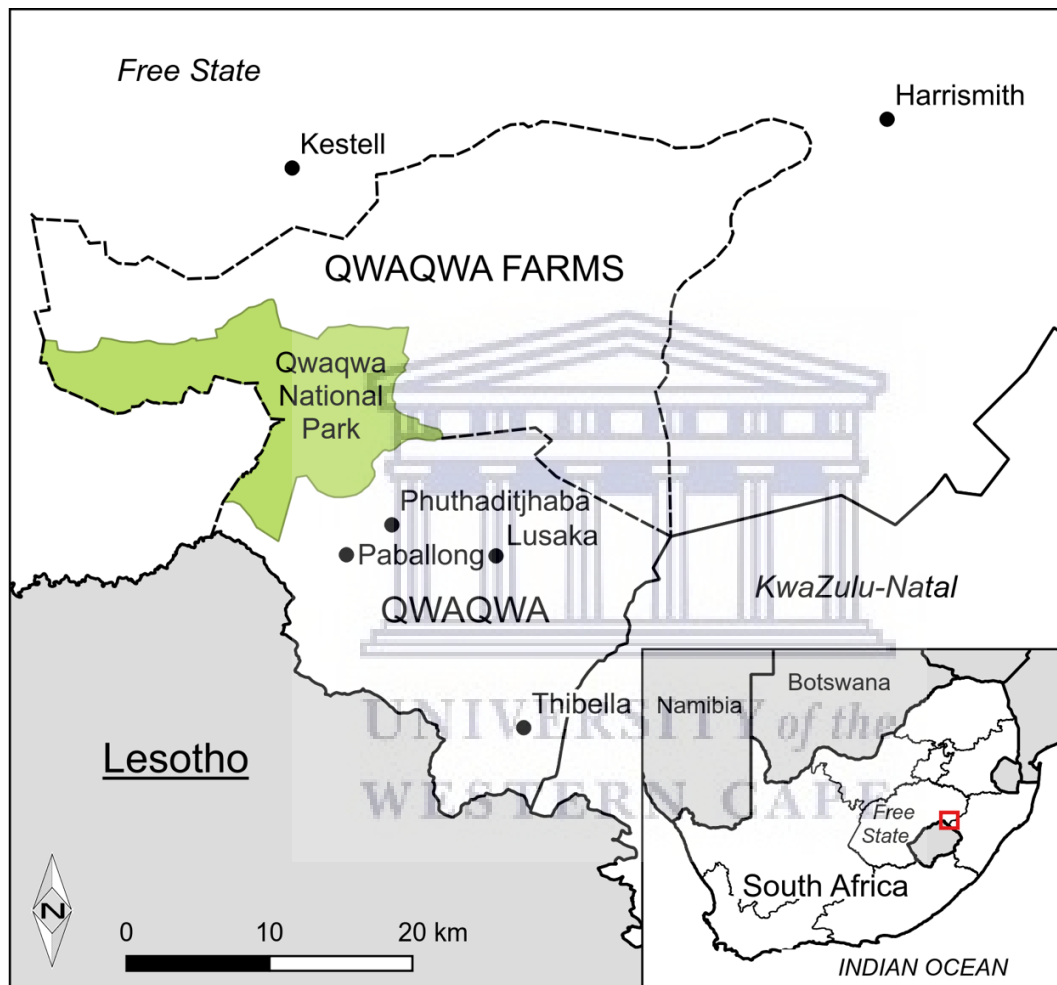 Free State
Harrismith
Kestell
QWAQWA FARMS
Qwaqwa
National
Park
Phuthaditjhaba
Lusaka
Paballong
KwaZulu-Natal
QWAQWA
Thibella
UNIVERSITY of the
WESTERN CAPE
Lesotho
N
0 10 20 km
Botswana
Namibia
Free
State
South Africa
INDIAN OCEAN